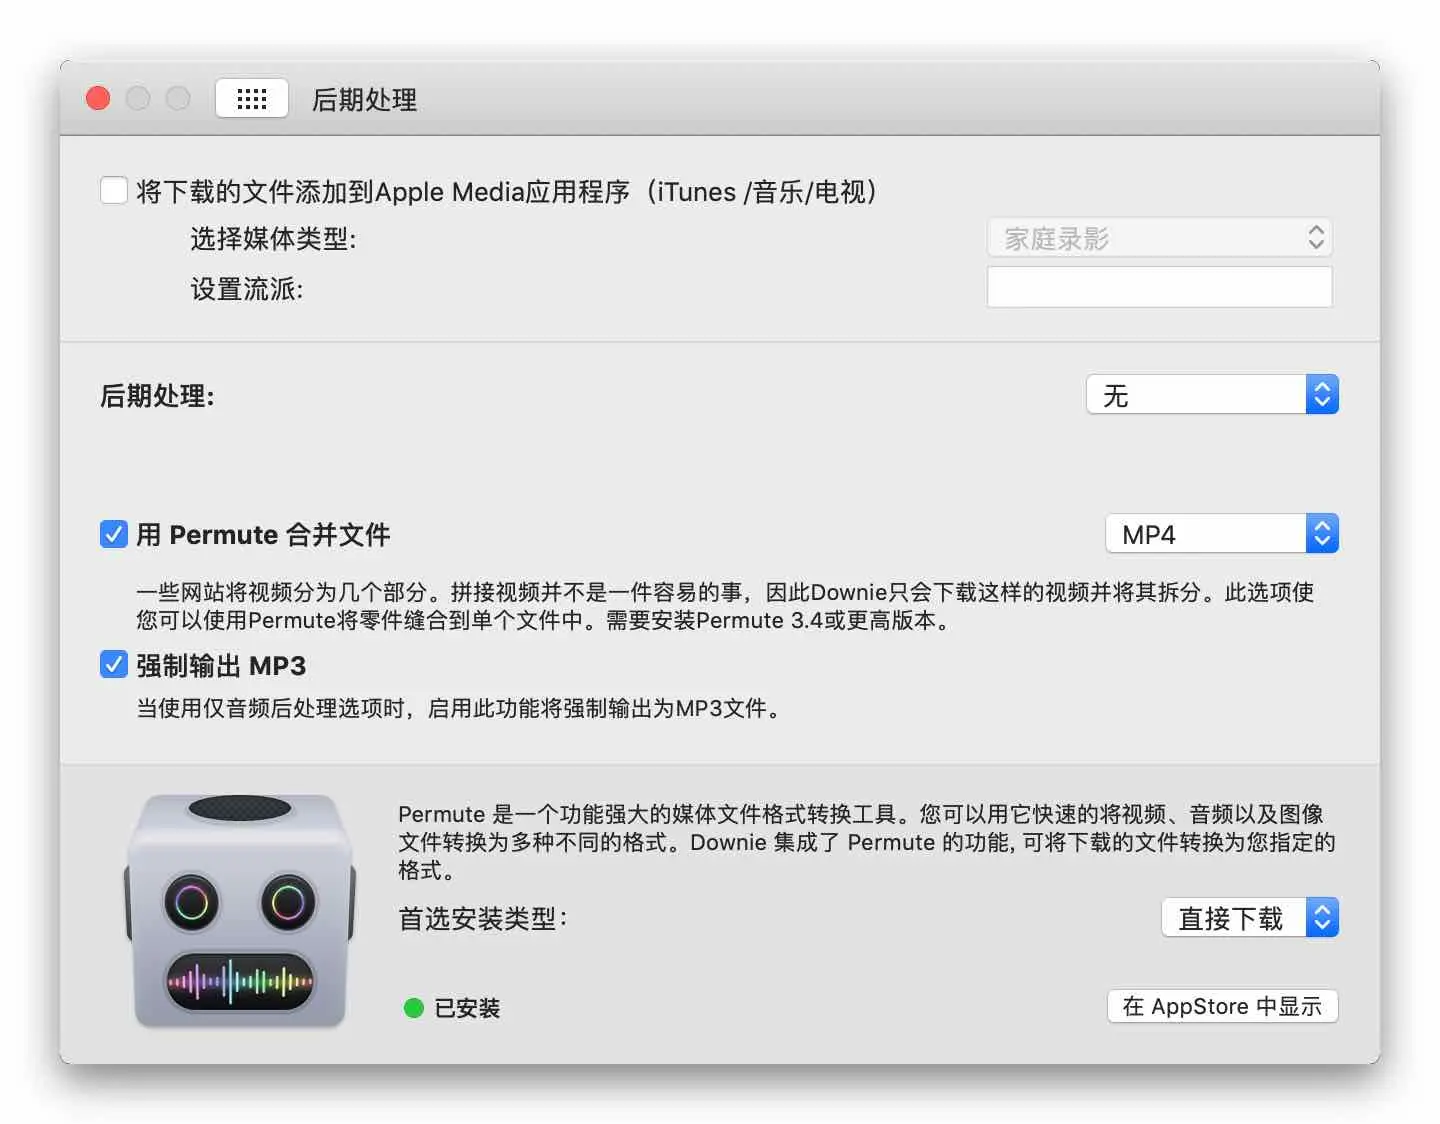 后期处理
将下载的文件添加到Apple Media应用程序（iTunes /音乐/电视）
选择媒体类型:
家庭录影
设置流派:
后期处理:
无
用 Permute 合并文件
MP4
一些网站将视频分为几个部分。拼接视频并不是一件容易的事，因此Downie只会下载这样的视频并将其拆分。此选项使
您可以使用Permute将零件缝合到单个文件中。需要安装Permute 3.4或更高版本。
强制输出 MP3
当使用仅音频后处理选项时，启用此功能将强制输出为MP3文件。
Permute 是一个功能强大的媒体文件格式转换工具。您可以用它快速的将视频、音频以及图像
文件转换为多种不同的格式。Downie 集成了 Permute 的功能, 可将下载的文件转换为您指定的
格式。
首选安装类型：
直接下载
已安装
在 AppStore 中显示